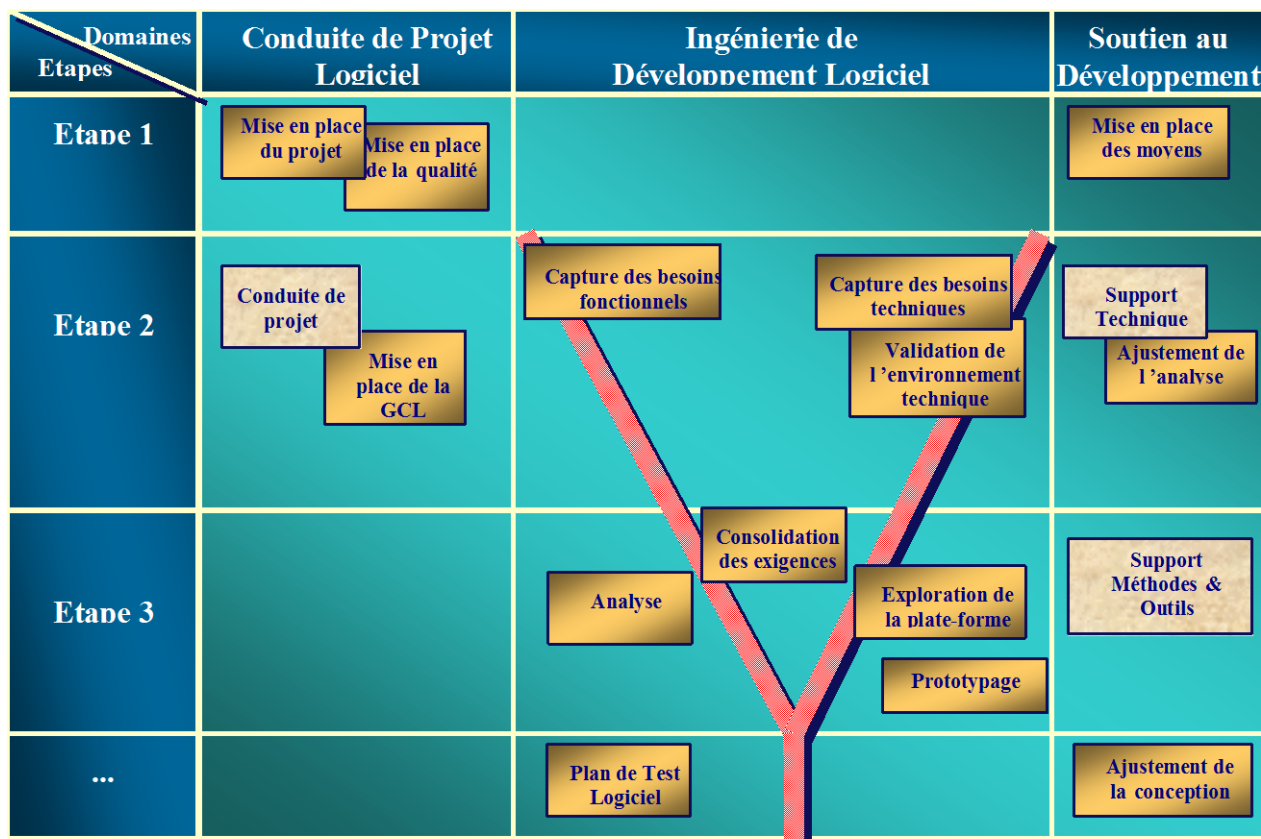 Domaines
Etapes
Conduite de Projet
Logiciel
Ingénierie de
Développement Logiciel
Soutien au
Développement
Etape 1
Mise en place
du projet
Mise en place
de la qualité
Mise en place
des moyens
Etape 2
Conduite de
projet
Mise en
place de la
GCL
Capture des besoins
fonctionnels
Capture des besoins
techniques
Validation de
l ’environnement
technique
Support
Technique
Ajustement de
l ’analyse
Etape 3
Analyse
Consolidation
des exigences
Exploration de
la plate-forme
Prototypage
Support
Méthodes &
Outils
...
Plan de Test
Logiciel
Ajustement de
la conception